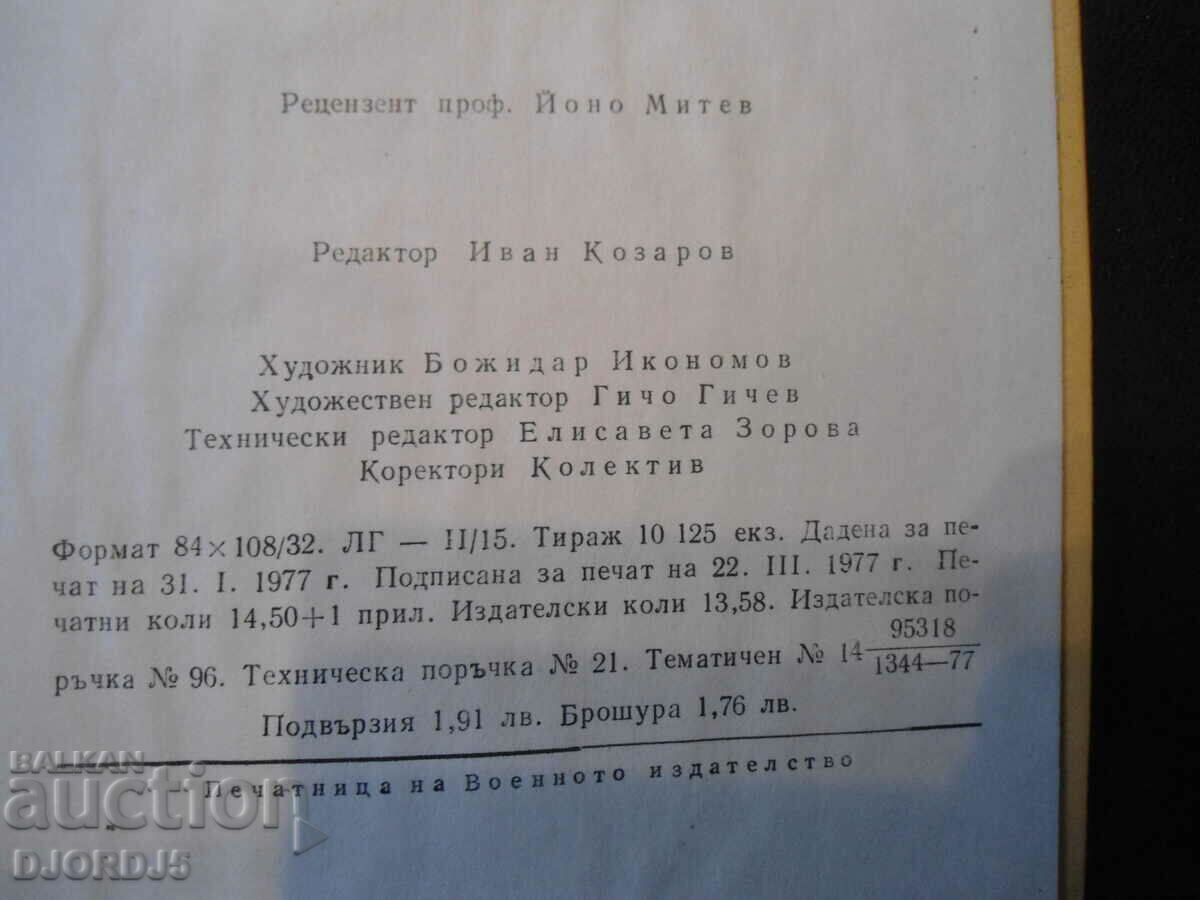 Рецензент проф. Йоно Митев
Редактор Иван Козаров
Художник Божидар Икономов
Художествен редактор Гичо Гичев
Технически редактор Елисавета Зорова
Коректори Колектив
Формат 84×108/32. ЛГ — II/15. Тираж 10 125 екз. Дадена за пе-
чат на 31. I. 1977 г. Подписана за печат на 22. III. 1977 г. Пе-
чатни коли 14,50+1 прил. Издателски коли 13,58. Издателска по-
ръчка № 96. Техническа поръчка № 21. Тематичен № 14 95318/1344—77
Подвързия 1,91 лв. Брошура 1,76 лв.
Печатница на Военното издателство
BALKAN
auction
DJORDJ5